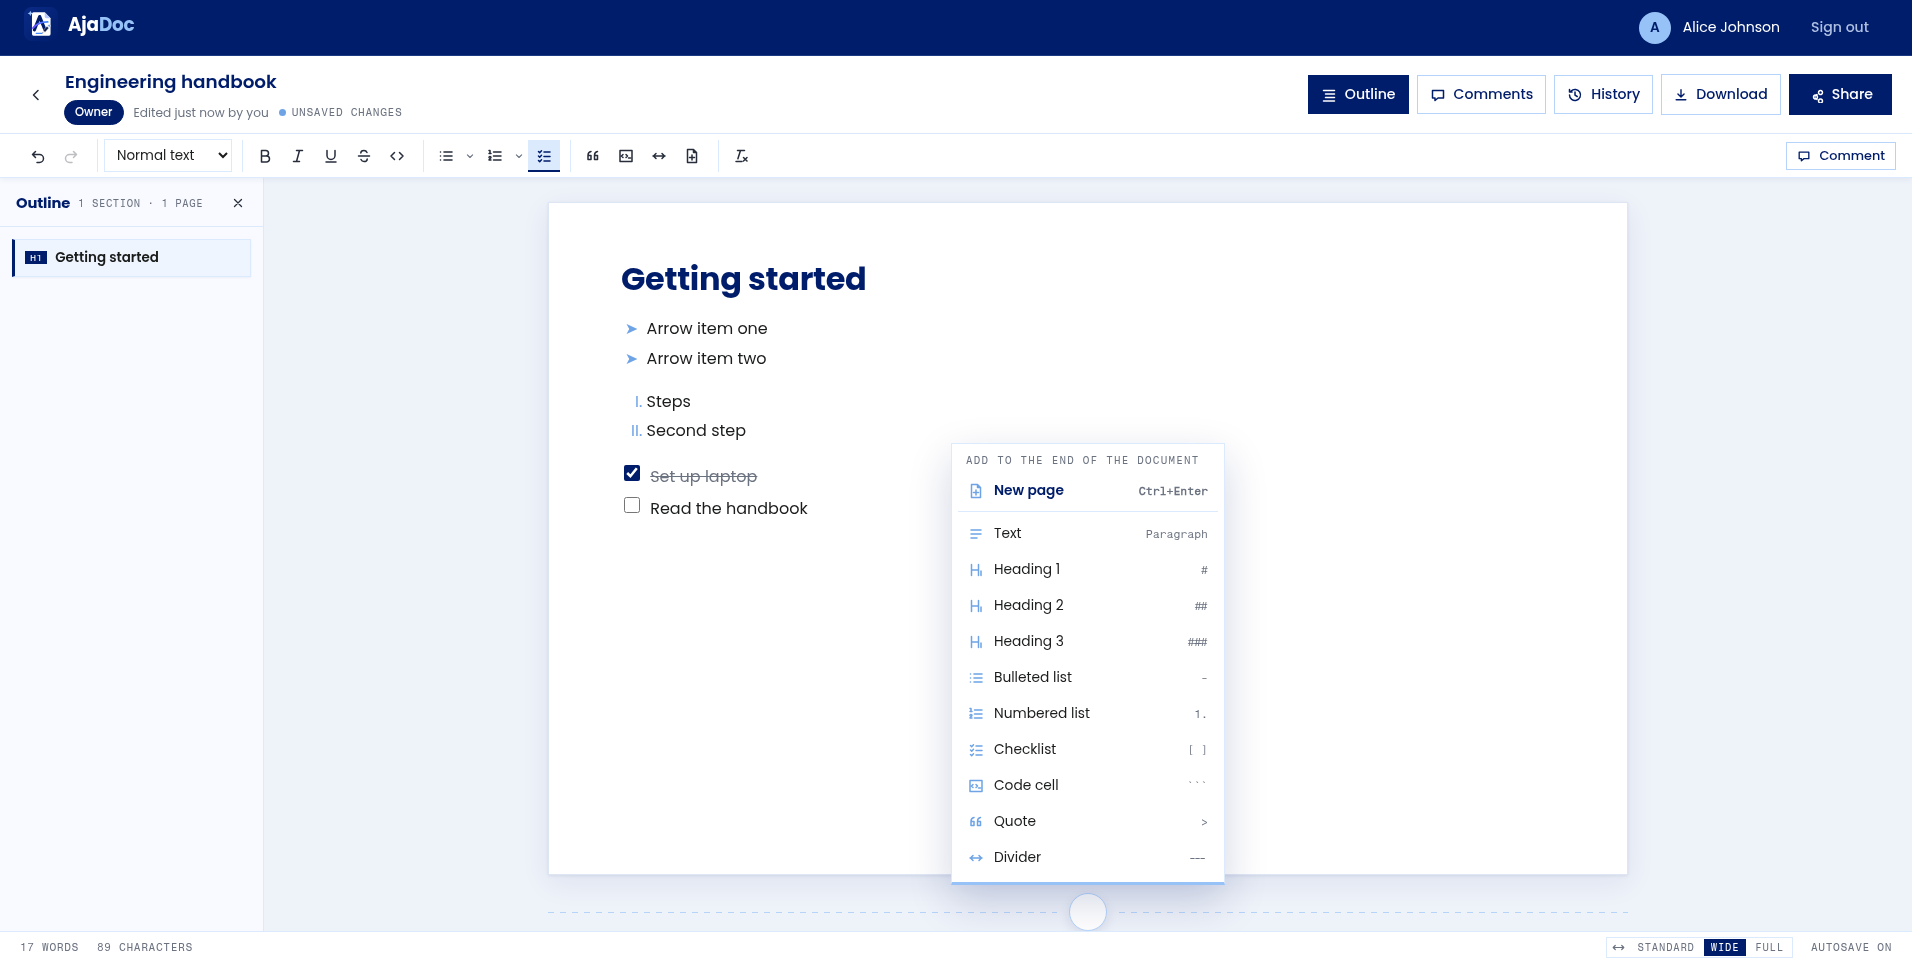 AjaDoc
A
Alice Johnson
Sign out
Engineering handbook
Owner
Edited just now by you
UNSAVED CHANGES
Outline
Comments
History
Download
Share
Normal text
Comment
Outline
1 SECTION · 1 PAGE
H1
Getting started
Getting started
➤ Arrow item one
➤ Arrow item two
I. Steps
II. Second step
Set up laptop
Read the handbook
ADD TO THE END OF THE DOCUMENT
New page Ctrl+Enter
Text Paragraph
Heading 1 #
Heading 2 ##
Heading 3 ###
Bulleted list -
Numbered list 1.
Checklist [ ]
Code cell ```
Quote >
Divider ---
17 WORDS
89 CHARACTERS
STANDARD
WIDE
FULL
AUTOSAVE ON